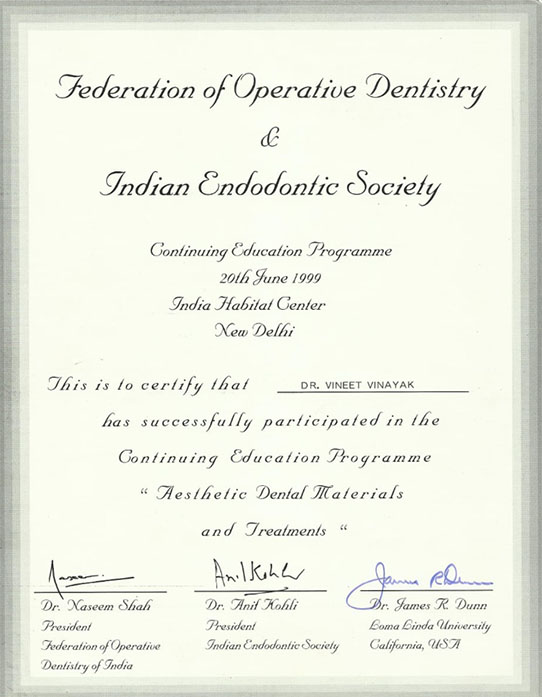 Federation of Operative Dentistry
&
Indian Endodontic Society
Continuing Education Programme
20th June 1999
India Habitat Center
New Delhi
This is to certify that DR. VINEET VINAYAK
has successfully participated in the
Continuing Education Programme
“ Aesthetic Dental Materials
and Treatments “
Naseem
Anil Kohli
James R Dunn
Dr. Naseem Shah
President
Federation of Operative
Dentistry of India
Dr. Anil Kohli
President
Indian Endodontic Society
Dr. James R Dunn
Loma Linda University
California, USA